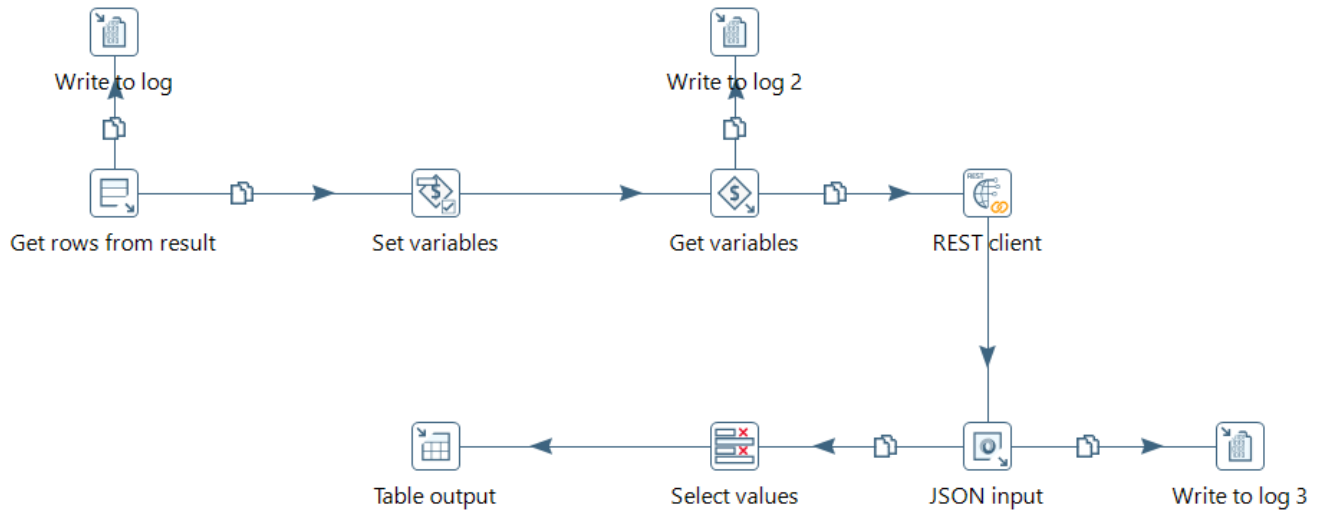 Write to log
Write to log 2
Get rows from result
Set variables
Get variables
REST
REST client
Table output
Select values
JSON input
Write to log 3